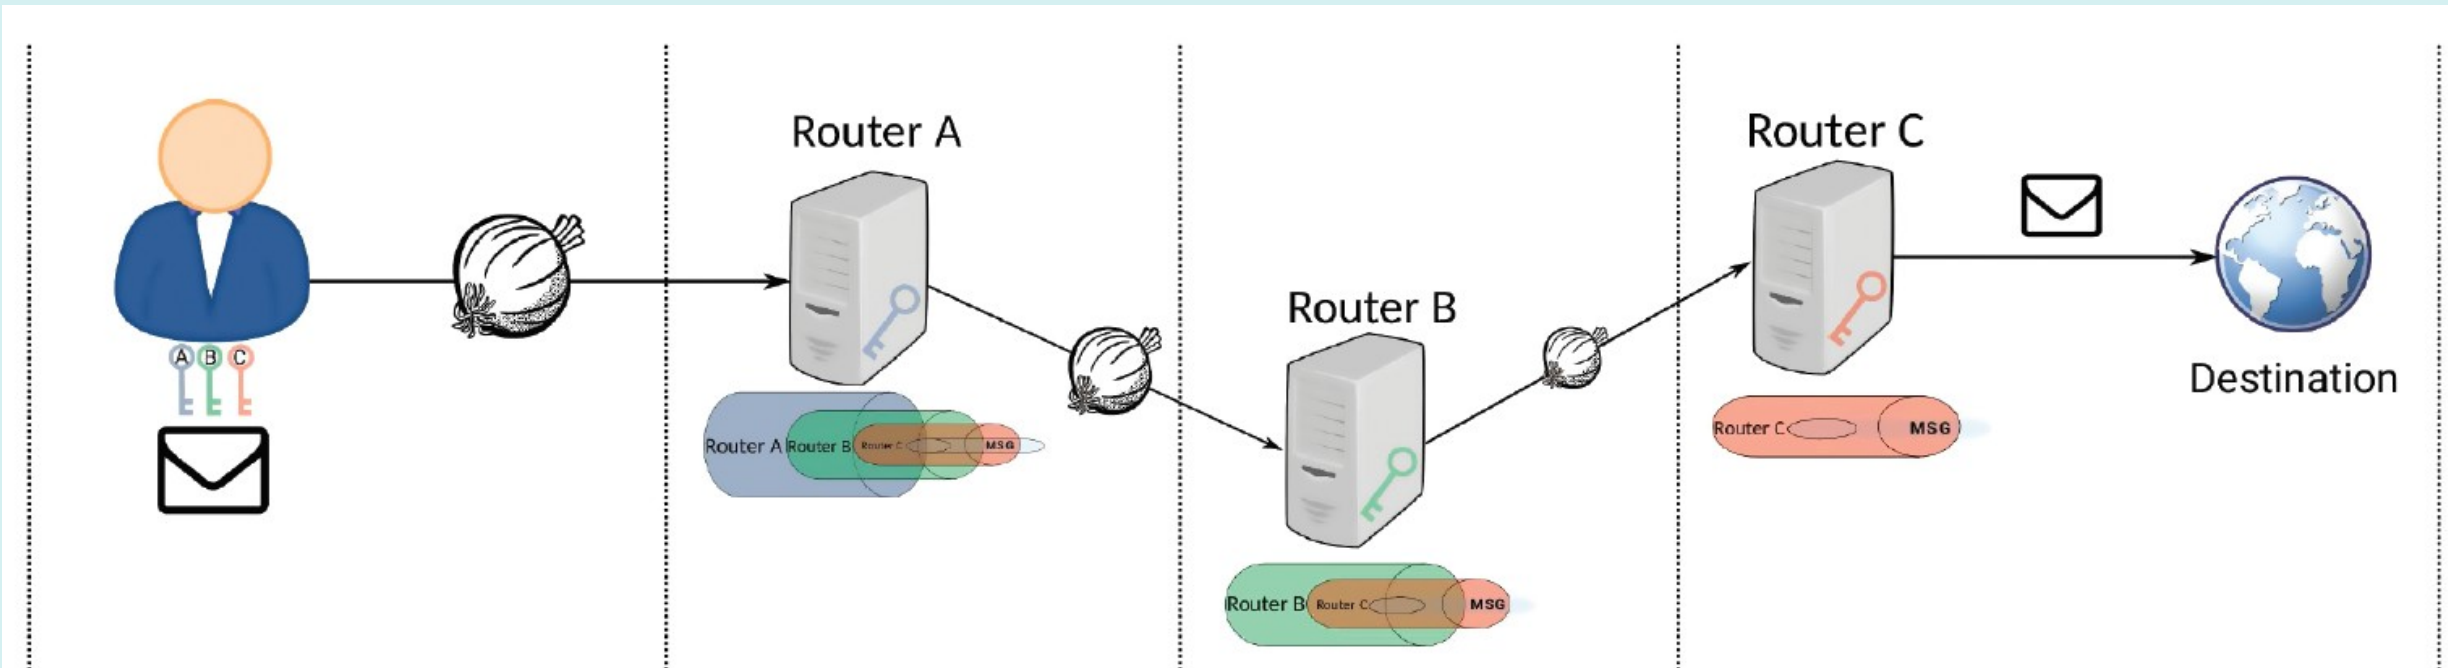 A B C
Router A
Router A Router B Router C MSG
Router B
Router B Router C MSG
Router C
Router C MSG
Destination